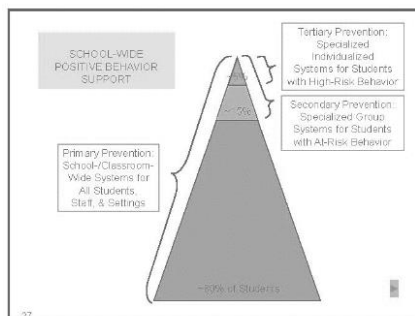 SCHOOL-WIDE
POSITIVE BEHAVIOR
SUPPORT
Tertiary Prevention:
Specialized
Individualized
Systems for Students
with High-Risk Behavior
Secondary Prevention:
Specialized Group
Systems for Students
with At-Risk Behavior
Primary Prevention:
School-/Classroom-
Wide Systems for
All Students,
Staff, & Settings
~80% of Students
27